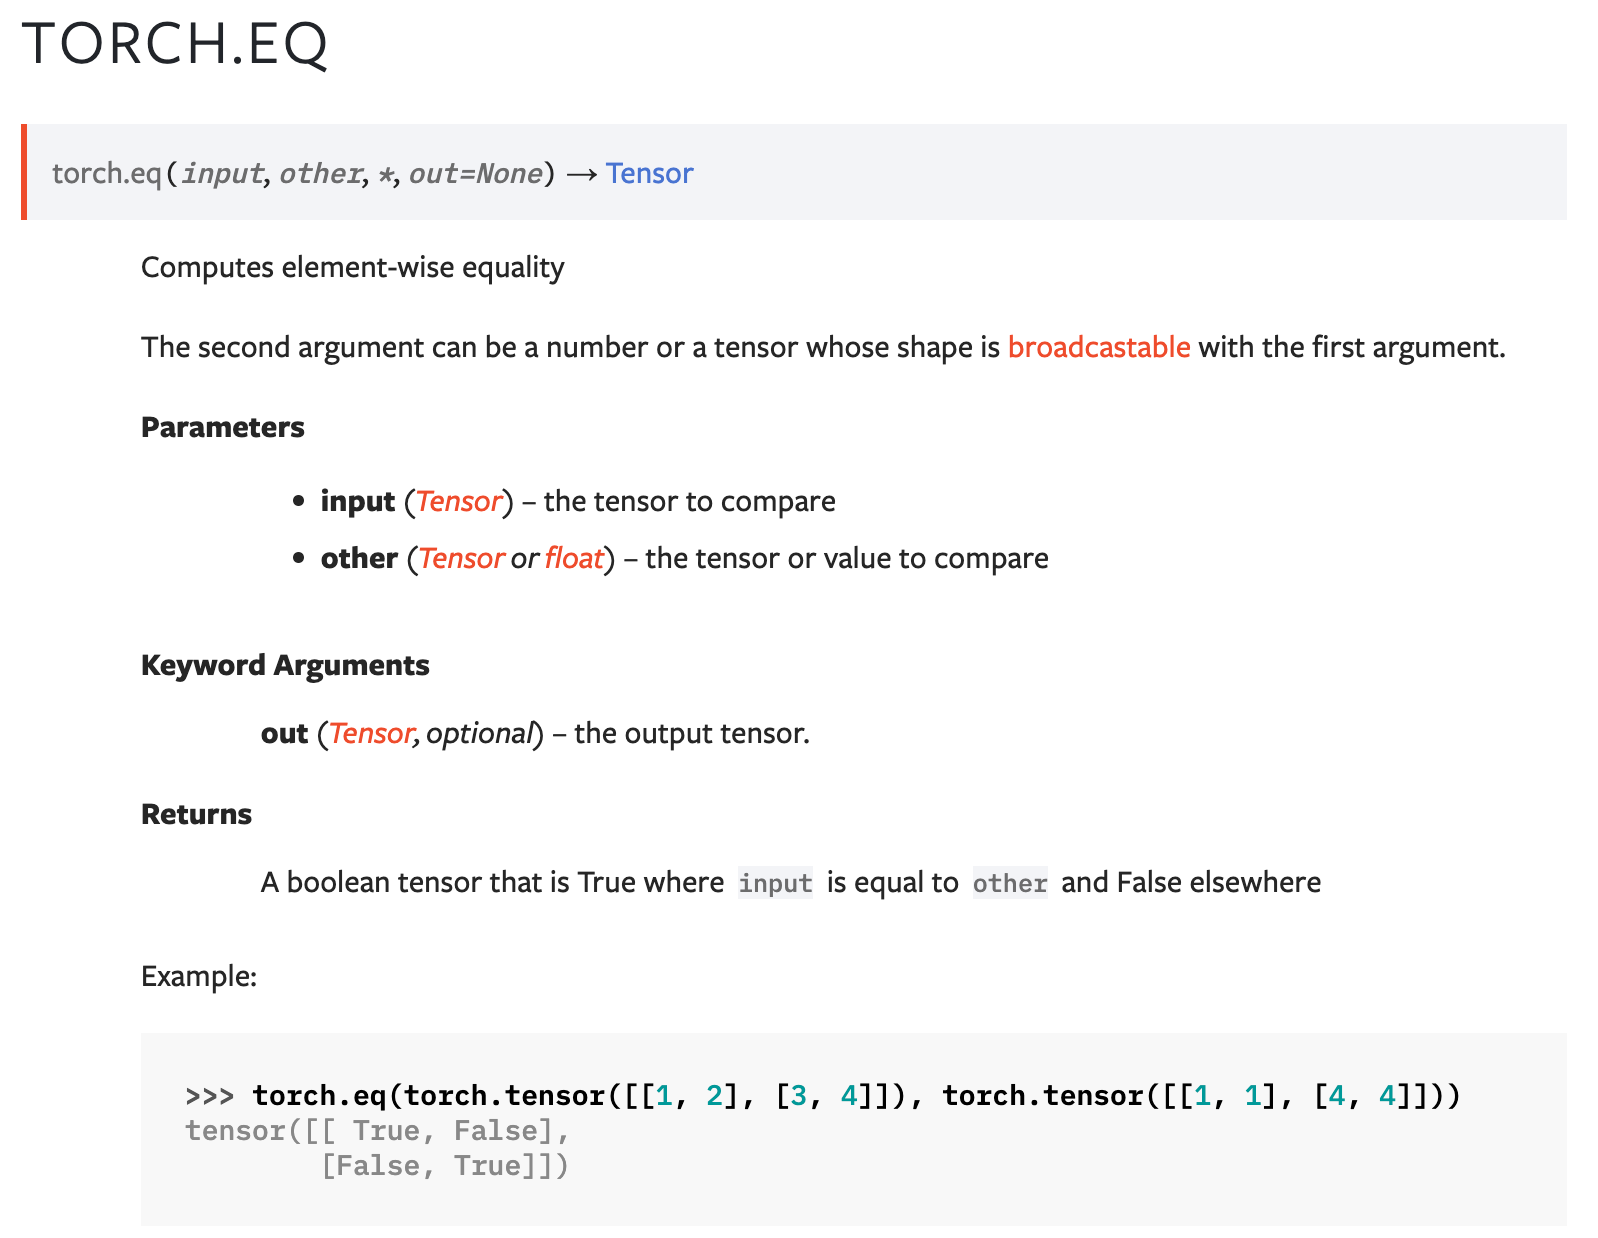 TORCH.EQ
torch.eq(input, other, *, out=None) → Tensor
Computes element-wise equality
The second argument can be a number or a tensor whose shape is broadcastable with the first argument.
Parameters
• input (Tensor) – the tensor to compare
• other (Tensor or float) – the tensor or value to compare
Keyword Arguments
out (Tensor, optional) – the output tensor.
Returns
A boolean tensor that is True where input is equal to other and False elsewhere
Example:
>>> torch.eq(torch.tensor([[1, 2], [3, 4]]), torch.tensor([[1, 1], [4, 4]]))
tensor([[ True, False],
        [False, True]])